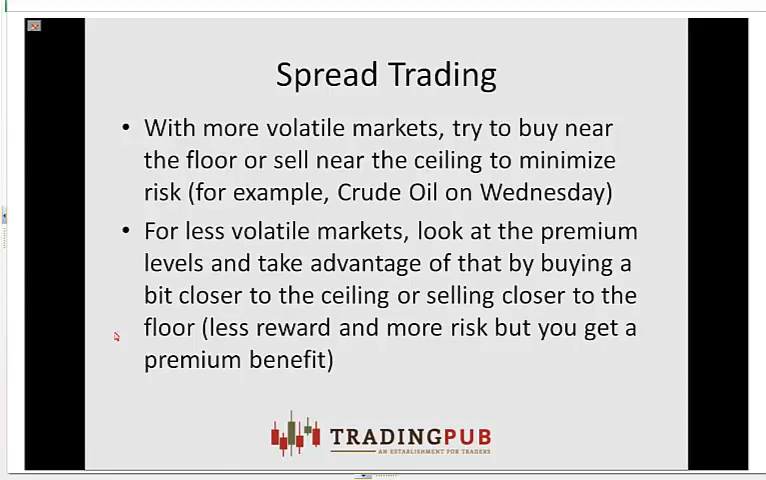 Spread Trading
• With more volatile markets, try to buy near
the floor or sell near the ceiling to minimize
risk (for example, Crude Oil on Wednesday)
• For less volatile markets, look at the premium
levels and take advantage of that by buying a
bit closer to the ceiling or selling closer to the
floor (less reward and more risk but you get a
premium benefit)
TRADINGPUB
AN ESTABLISHMENT FOR TRADERS